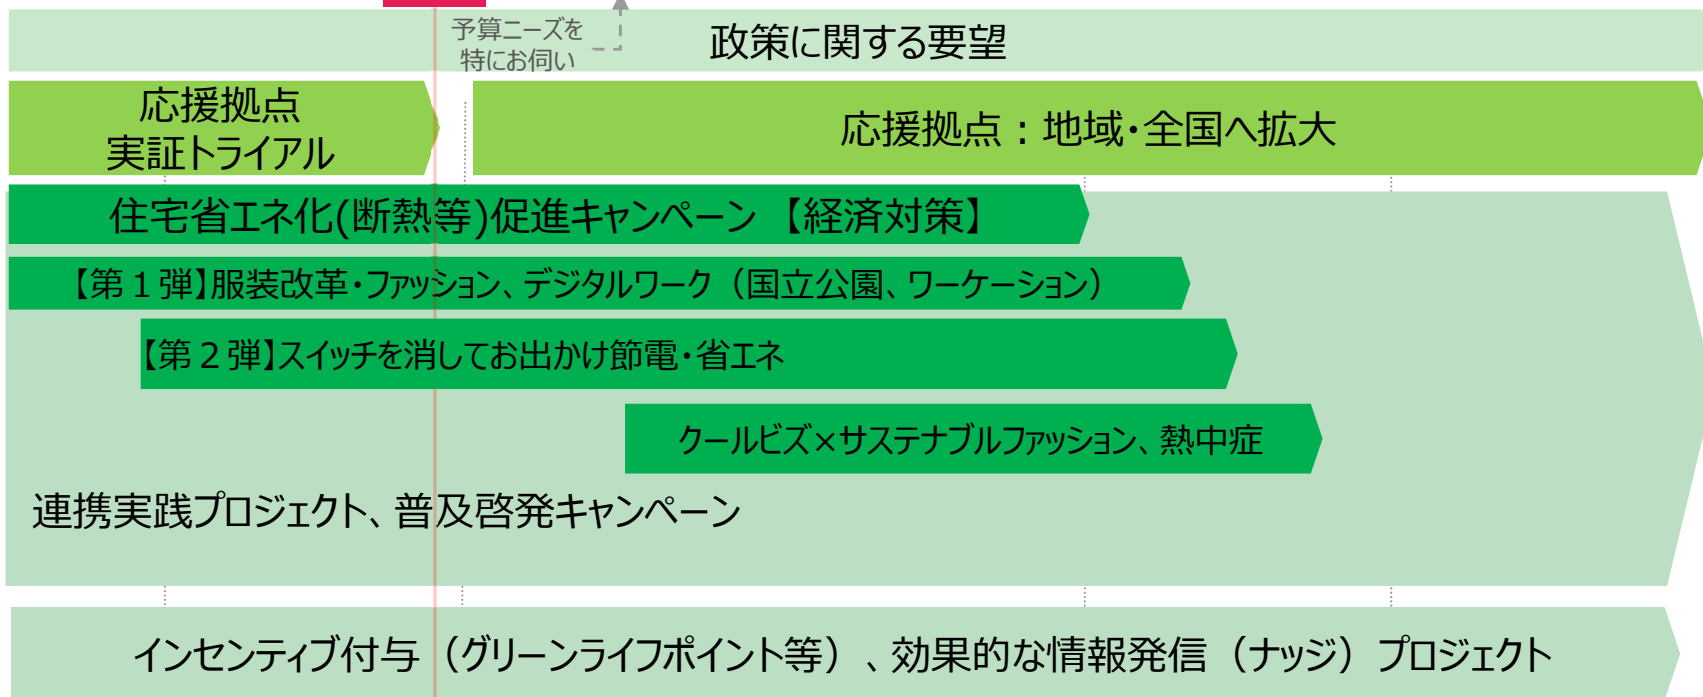 予算ニーズを
特にお伺い
政策に関する要望
応援拠点
実証トライアル
応援拠点：地域・全国へ拡大
住宅省エネ化(断熱等)促進キャンペーン【経済対策】
【第１弾】服装改革・ファッション、デジタルワーク（国立公園、ワーケーション）
【第２弾】スイッチを消してお出かけ節電・省エネ
クールビズ×サステナブルファッション、熱中症
連携実践プロジェクト、普及啓発キャンペーン
インセンティブ付与（グリーンライフポイント等）、効果的な情報発信（ナッジ）プロジェクト